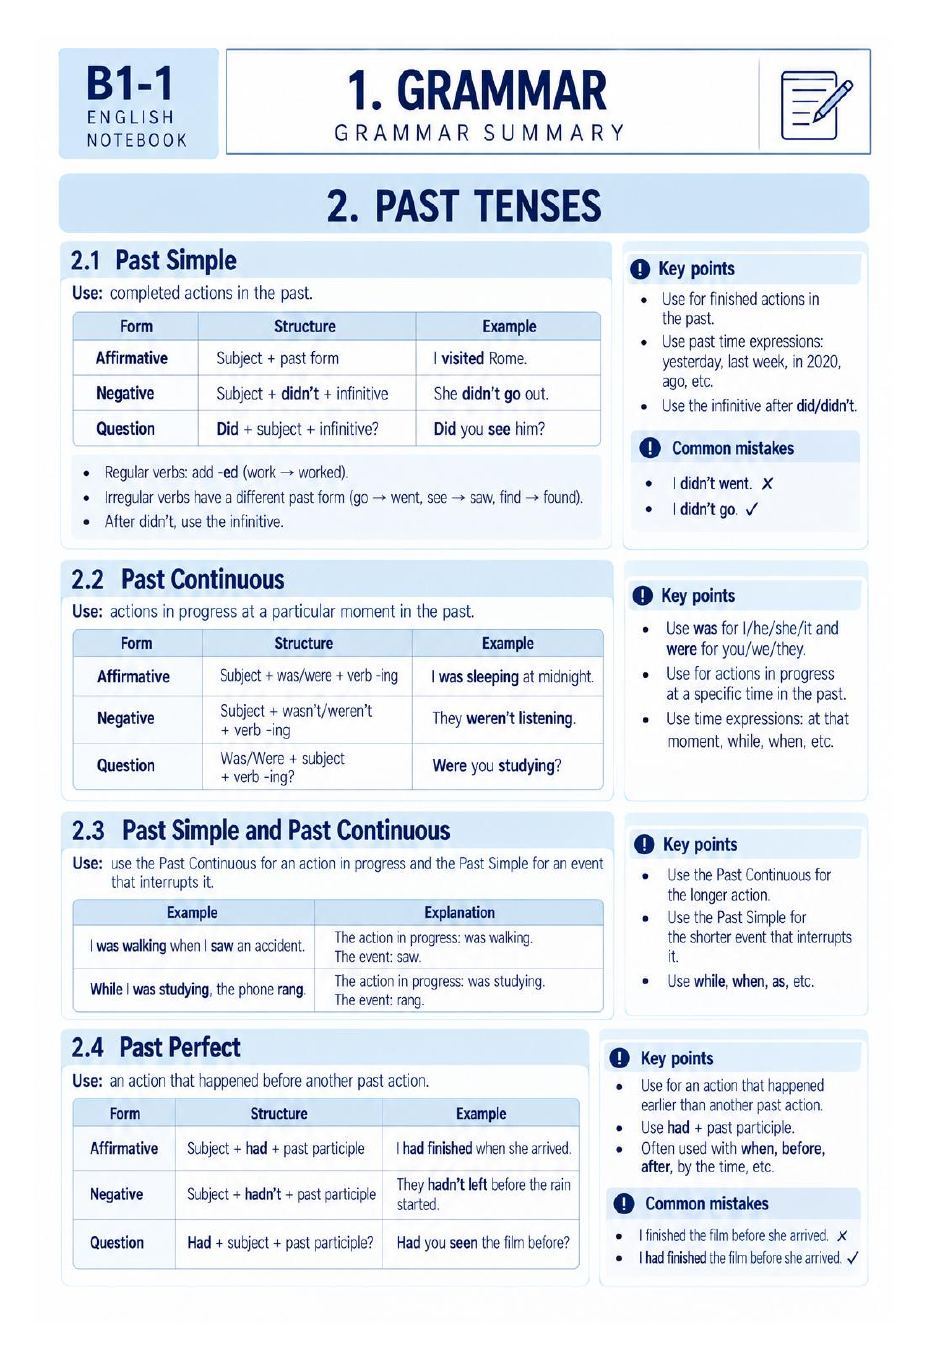 B1-1
ENGLISH
NOTEBOOK
1. GRAMMAR
GRAMMAR SUMMARY
2. PAST TENSES
2.1 Past Simple
Use: completed actions in the past.
Form Structure Example
Affirmative Subject + past form I visited Rome.
Negative Subject + didn't + infinitive She didn't go out.
Question Did + subject + infinitive? Did you see him?
• Regular verbs: add -ed (work → worked).
• Irregular verbs have a different past form (go → went, see → saw, find → found).
• After didn't, use the infinitive.
! Key points
• Use for finished actions in
the past.
• Use past time expressions:
yesterday, last week, in 2020,
ago, etc.
• Use the infinitive after did/didn't.
! Common mistakes
• I didn't went. ✗
• I didn't go. ✓
2.2 Past Continuous
Use: actions in progress at a particular moment in the past.
Form Structure Example
Affirmative Subject + was/were + verb -ing I was sleeping at midnight.
Negative Subject + wasn't/weren't
+ verb -ing They weren't listening.
Question Was/Were + subject
+ verb -ing? Were you studying?
! Key points
• Use was for I/he/she/it and
were for you/we/they.
• Use for actions in progress
at a specific time in the past.
• Use time expressions: at that
moment, while, when, etc.
2.3 Past Simple and Past Continuous
Use: use the Past Continuous for an action in progress and the Past Simple for an event
that interrupts it.
Example Explanation
I was walking when I saw an accident. The action in progress: was walking.
The event: saw.
While I was studying, the phone rang. The action in progress: was studying.
The event: rang.
! Key points
• Use the Past Continuous for
the longer action.
• Use the Past Simple for
the shorter event that interrupts
it.
• Use while, when, as, etc.
2.4 Past Perfect
Use: an action that happened before another past action.
Form Structure Example
Affirmative Subject + had + past participle I had finished when she arrived.
Negative Subject + hadn't + past participle They hadn't left before the rain
started.
Question Had + subject + past participle? Had you seen the film before?
! Key points
• Use for an action that happened
earlier than another past action.
• Use had + past participle.
• Often used with when, before,
after, by the time, etc.
! Common mistakes
• I finished the film before she arrived. ✗
• I had finished the film before she arrived. ✓